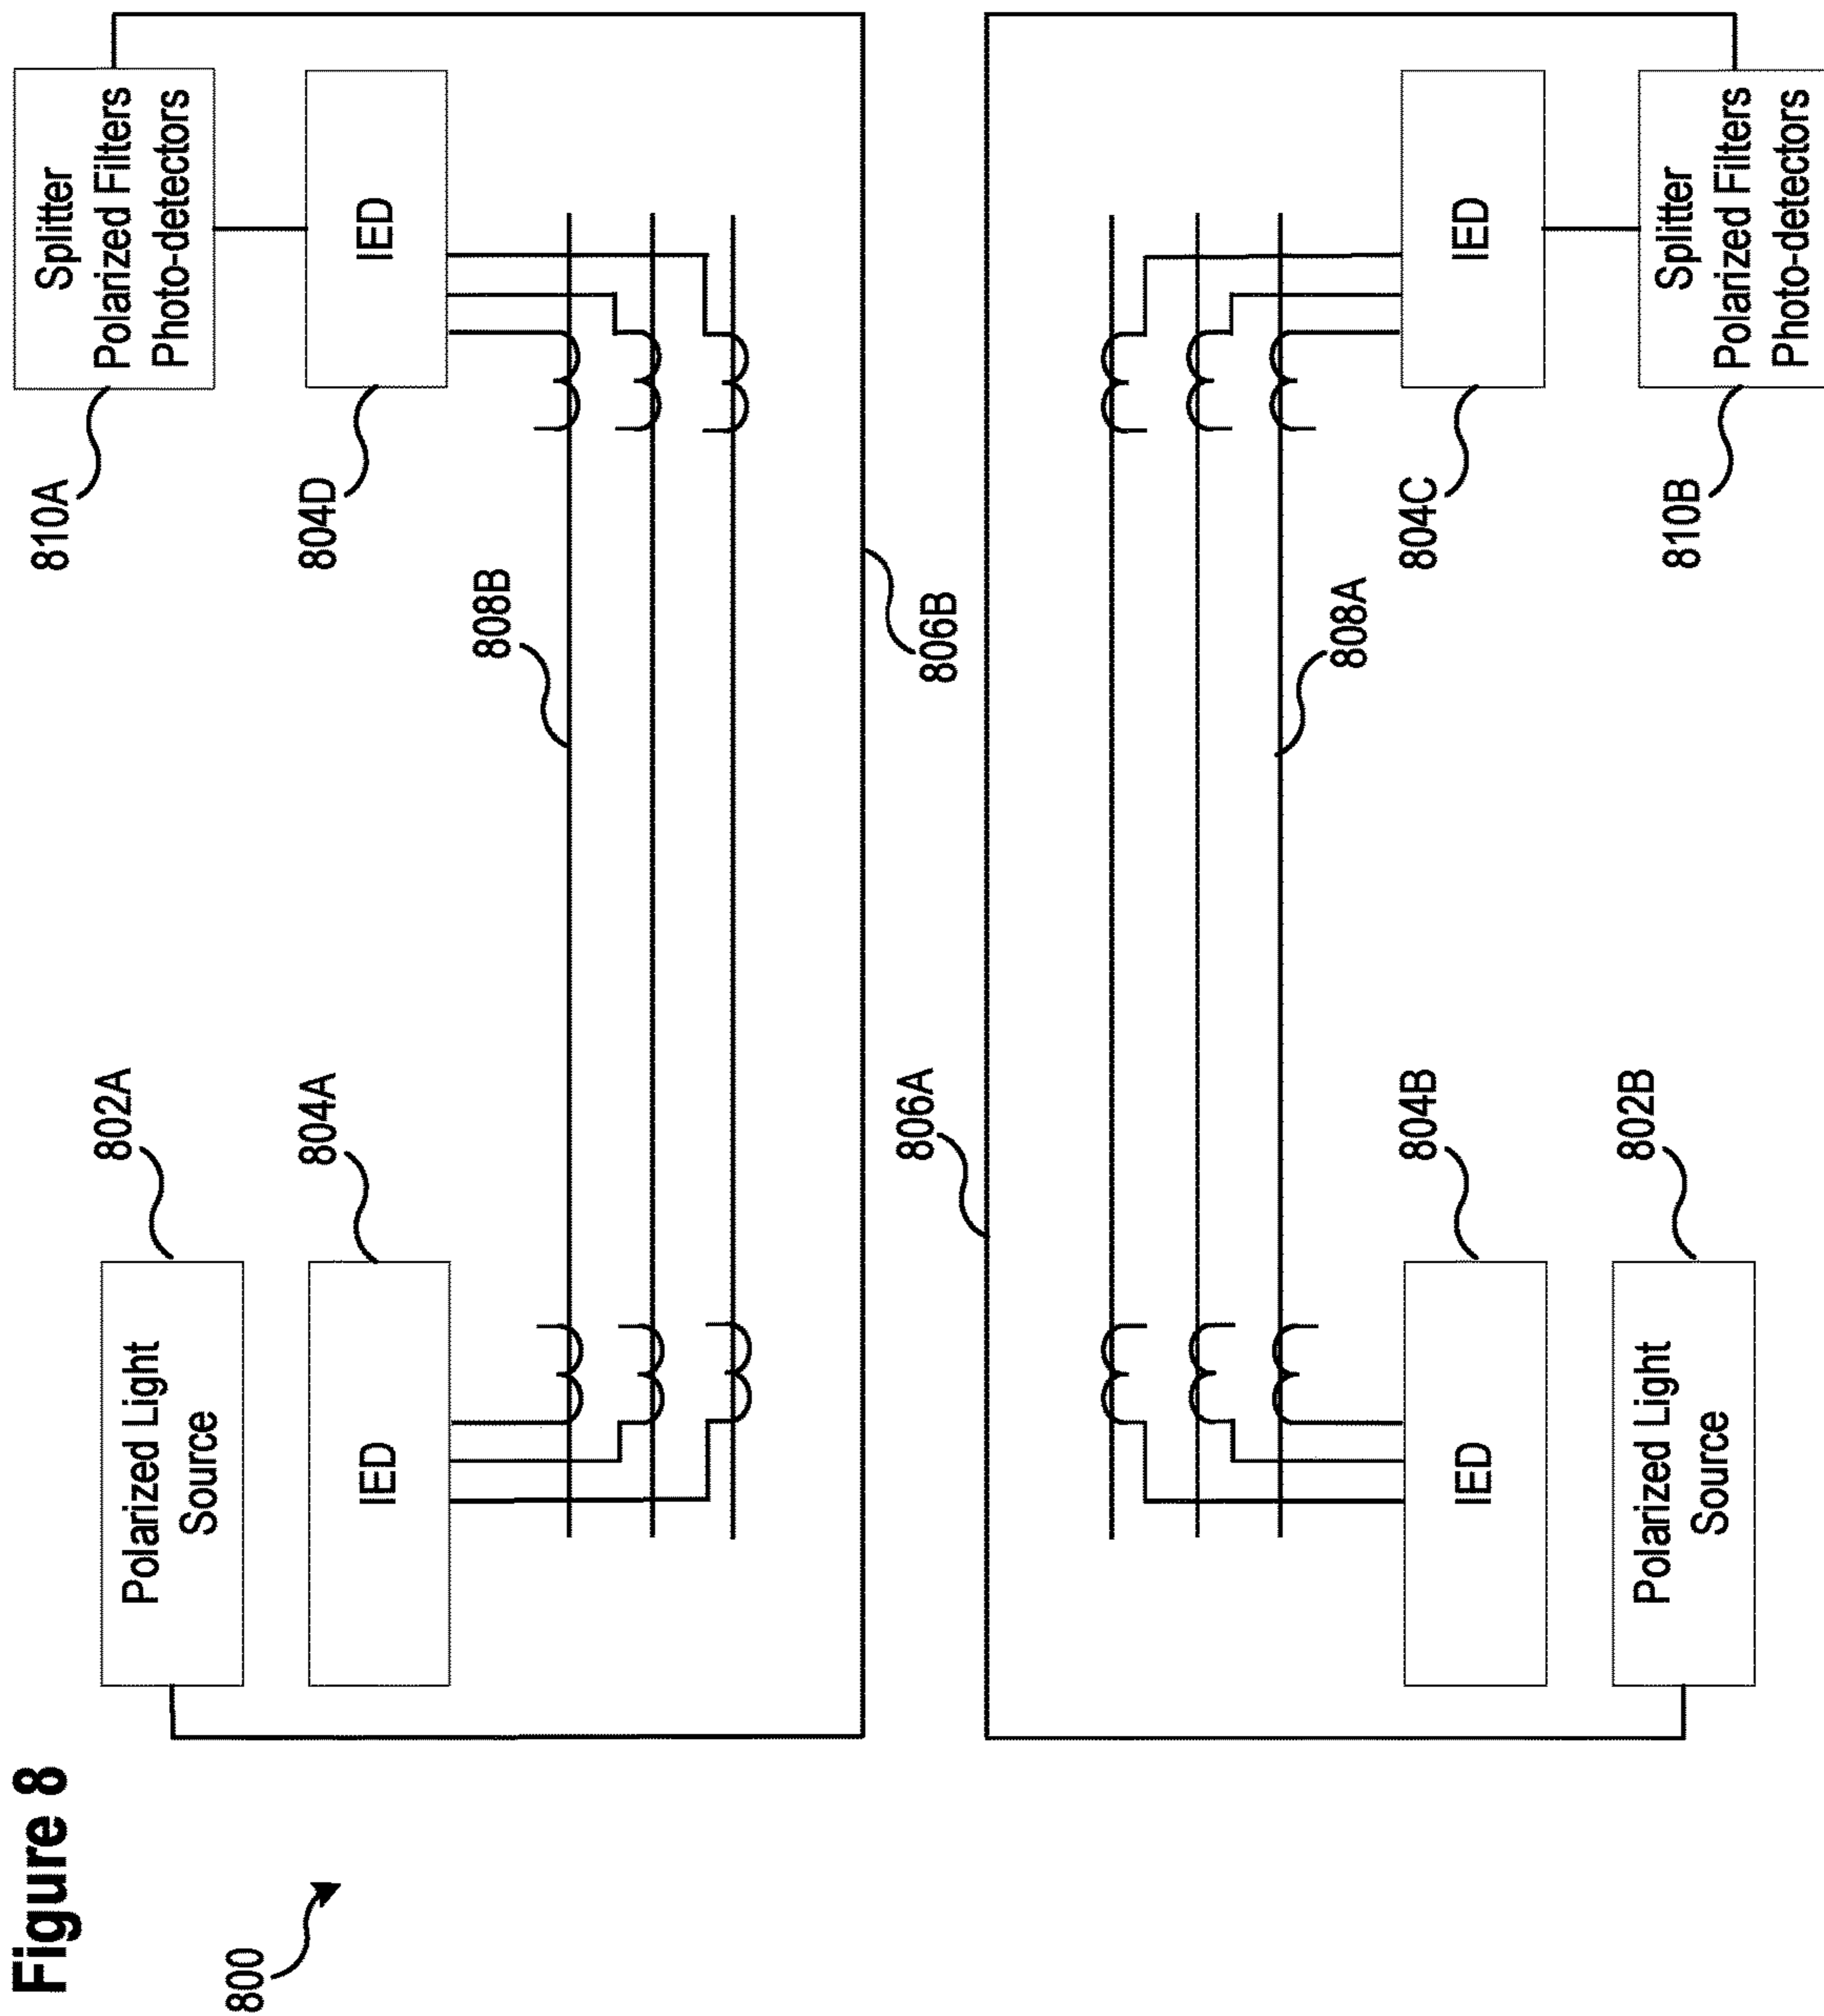 Figure 8
800
Polarized Light
Source
802A
Splitter
Polarized Filters
Photo-detectors
810A
IED
804A
IED
804D
808B
806B
806A
808A
IED
804B
IED
804C
Polarized Light
Source
802B
Splitter
Polarized Filters
Photo-detectors
810B